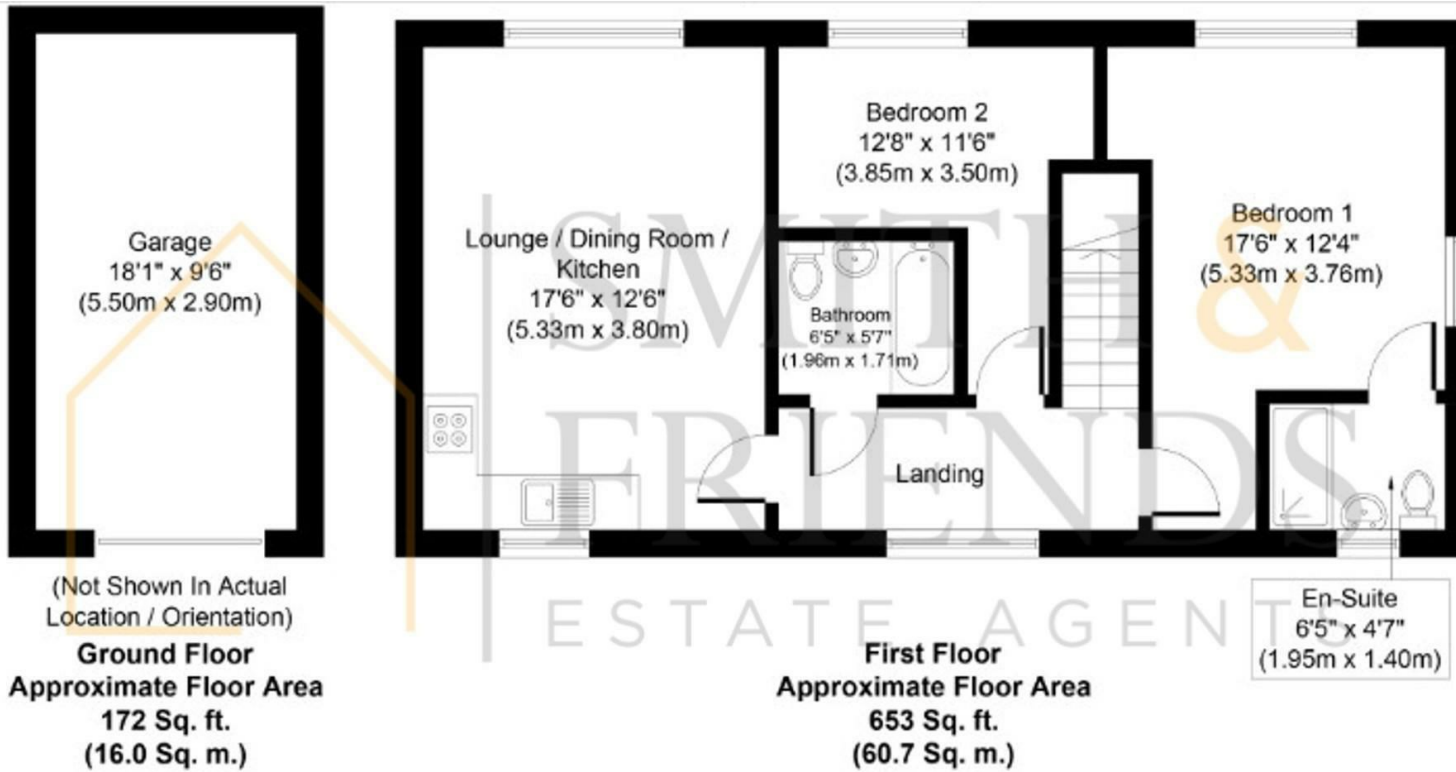 Garage
18'1" x 9'6"
(5.50m x 2.90m)
Lounge / Dining Room /
Kitchen
17'6" x 12'6"
(5.33m x 3.80m)
Bedroom 2
12'8" x 11'6"
(3.85m x 3.50m)
Bathroom
6'5" x 5'7"
(1.96m x 1.71m)
Landing
Bedroom 1
17'6" x 12'4"
(5.33m x 3.76m)
En-Suite
6'5" x 4'7"
(1.95m x 1.40m)
SMITH &
FRIENDS
ESTATE AGENTS
(Not Shown In Actual
Location / Orientation)
Ground Floor
Approximate Floor Area
172 Sq. ft.
(16.0 Sq. m.)
First Floor
Approximate Floor Area
653 Sq. ft.
(60.7 Sq. m.)